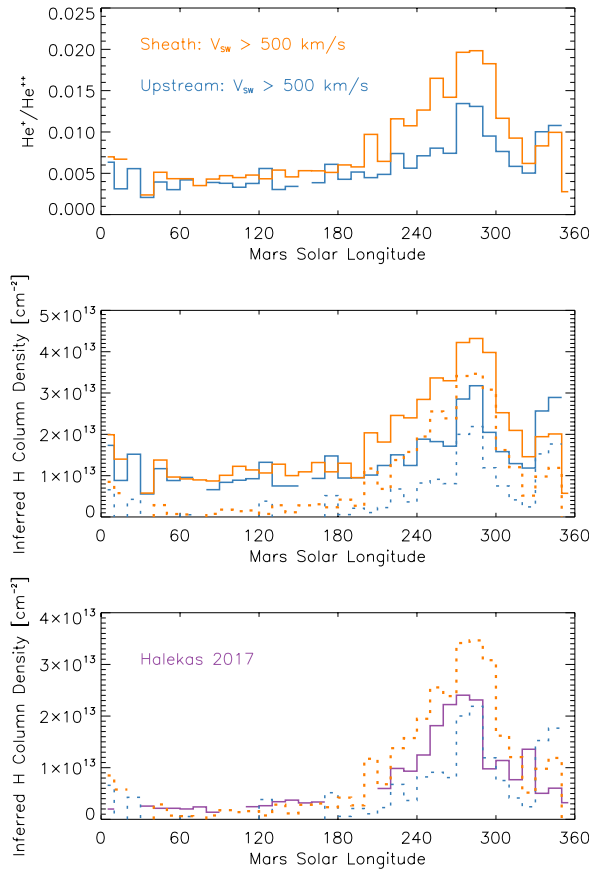 0.025
0.020
0.015
0.010
0.005
0.000
He⁺/He⁺⁺
Sheath: Vsw > 500 km/s
Upstream: Vsw > 500 km/s
0 60 120 180 240 300 360
Mars Solar Longitude
5×10¹³
4×10¹³
3×10¹³
2×10¹³
1×10¹³
0
Inferred H Column Density [cm⁻²]
0 60 120 180 240 300 360
Mars Solar Longitude
4×10¹³
3×10¹³
2×10¹³
1×10¹³
0
Inferred H Column Density [cm⁻²]
Halekas 2017
0 60 120 180 240 300 360
Mars Solar Longitude